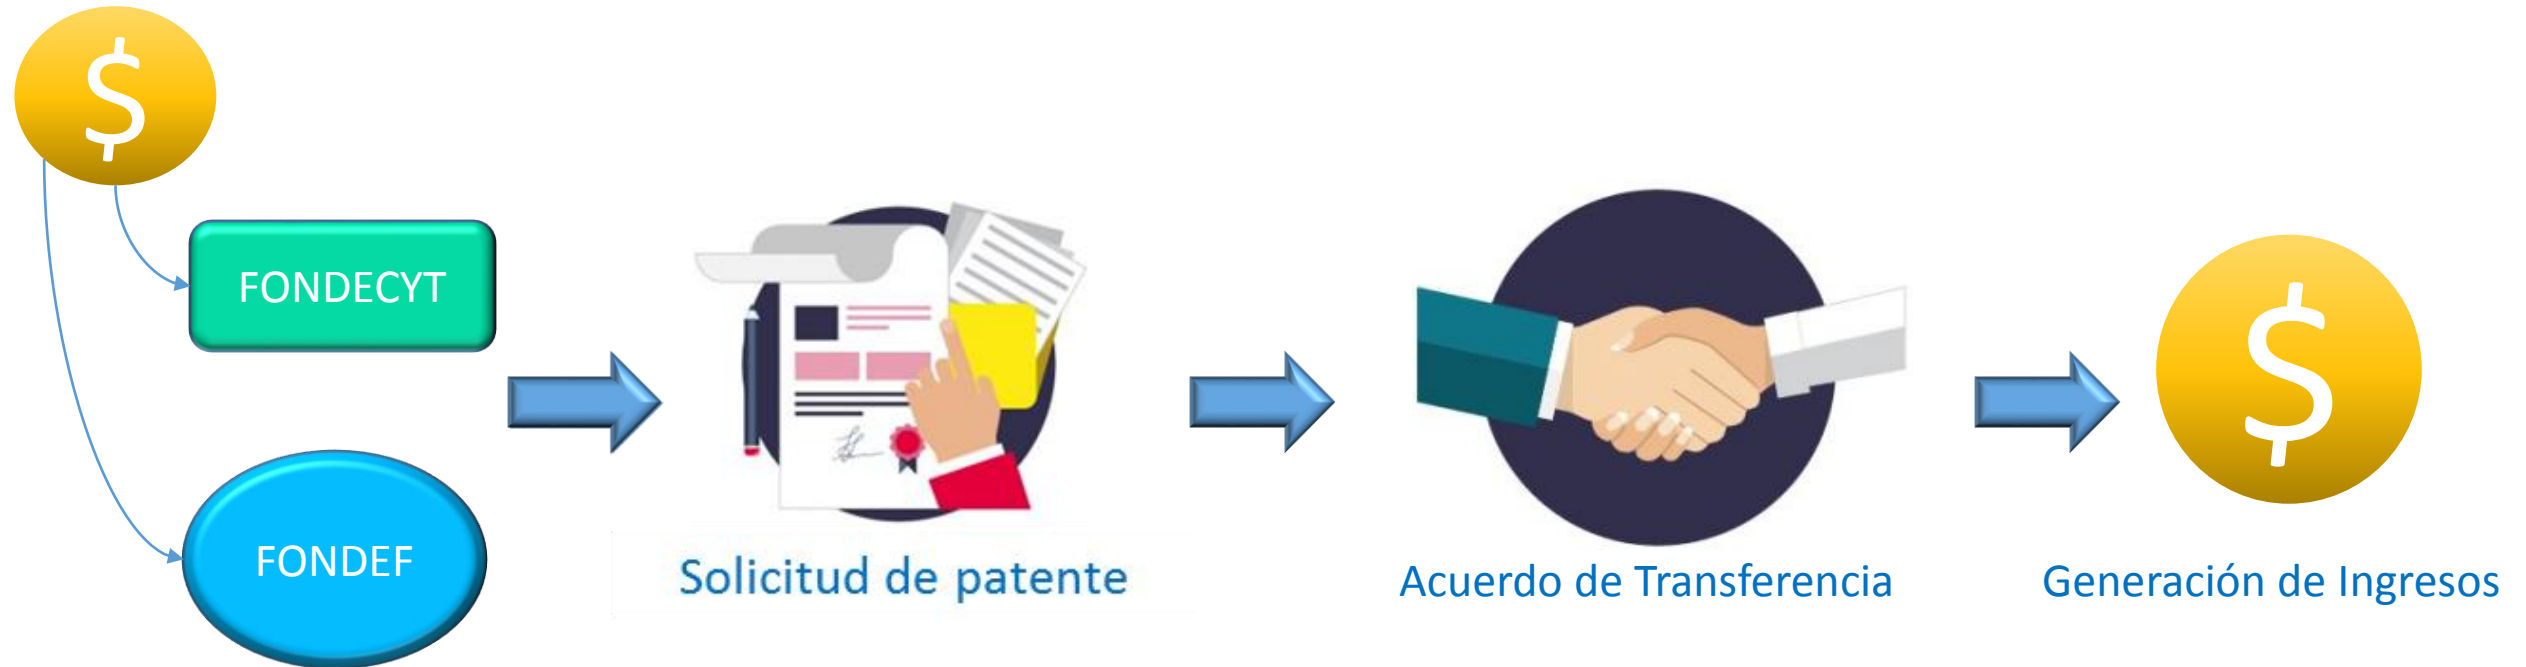 $
FONDECYT
FONDEF
Solicitud de patente
Acuerdo de Transferencia
$
Generación de Ingresos